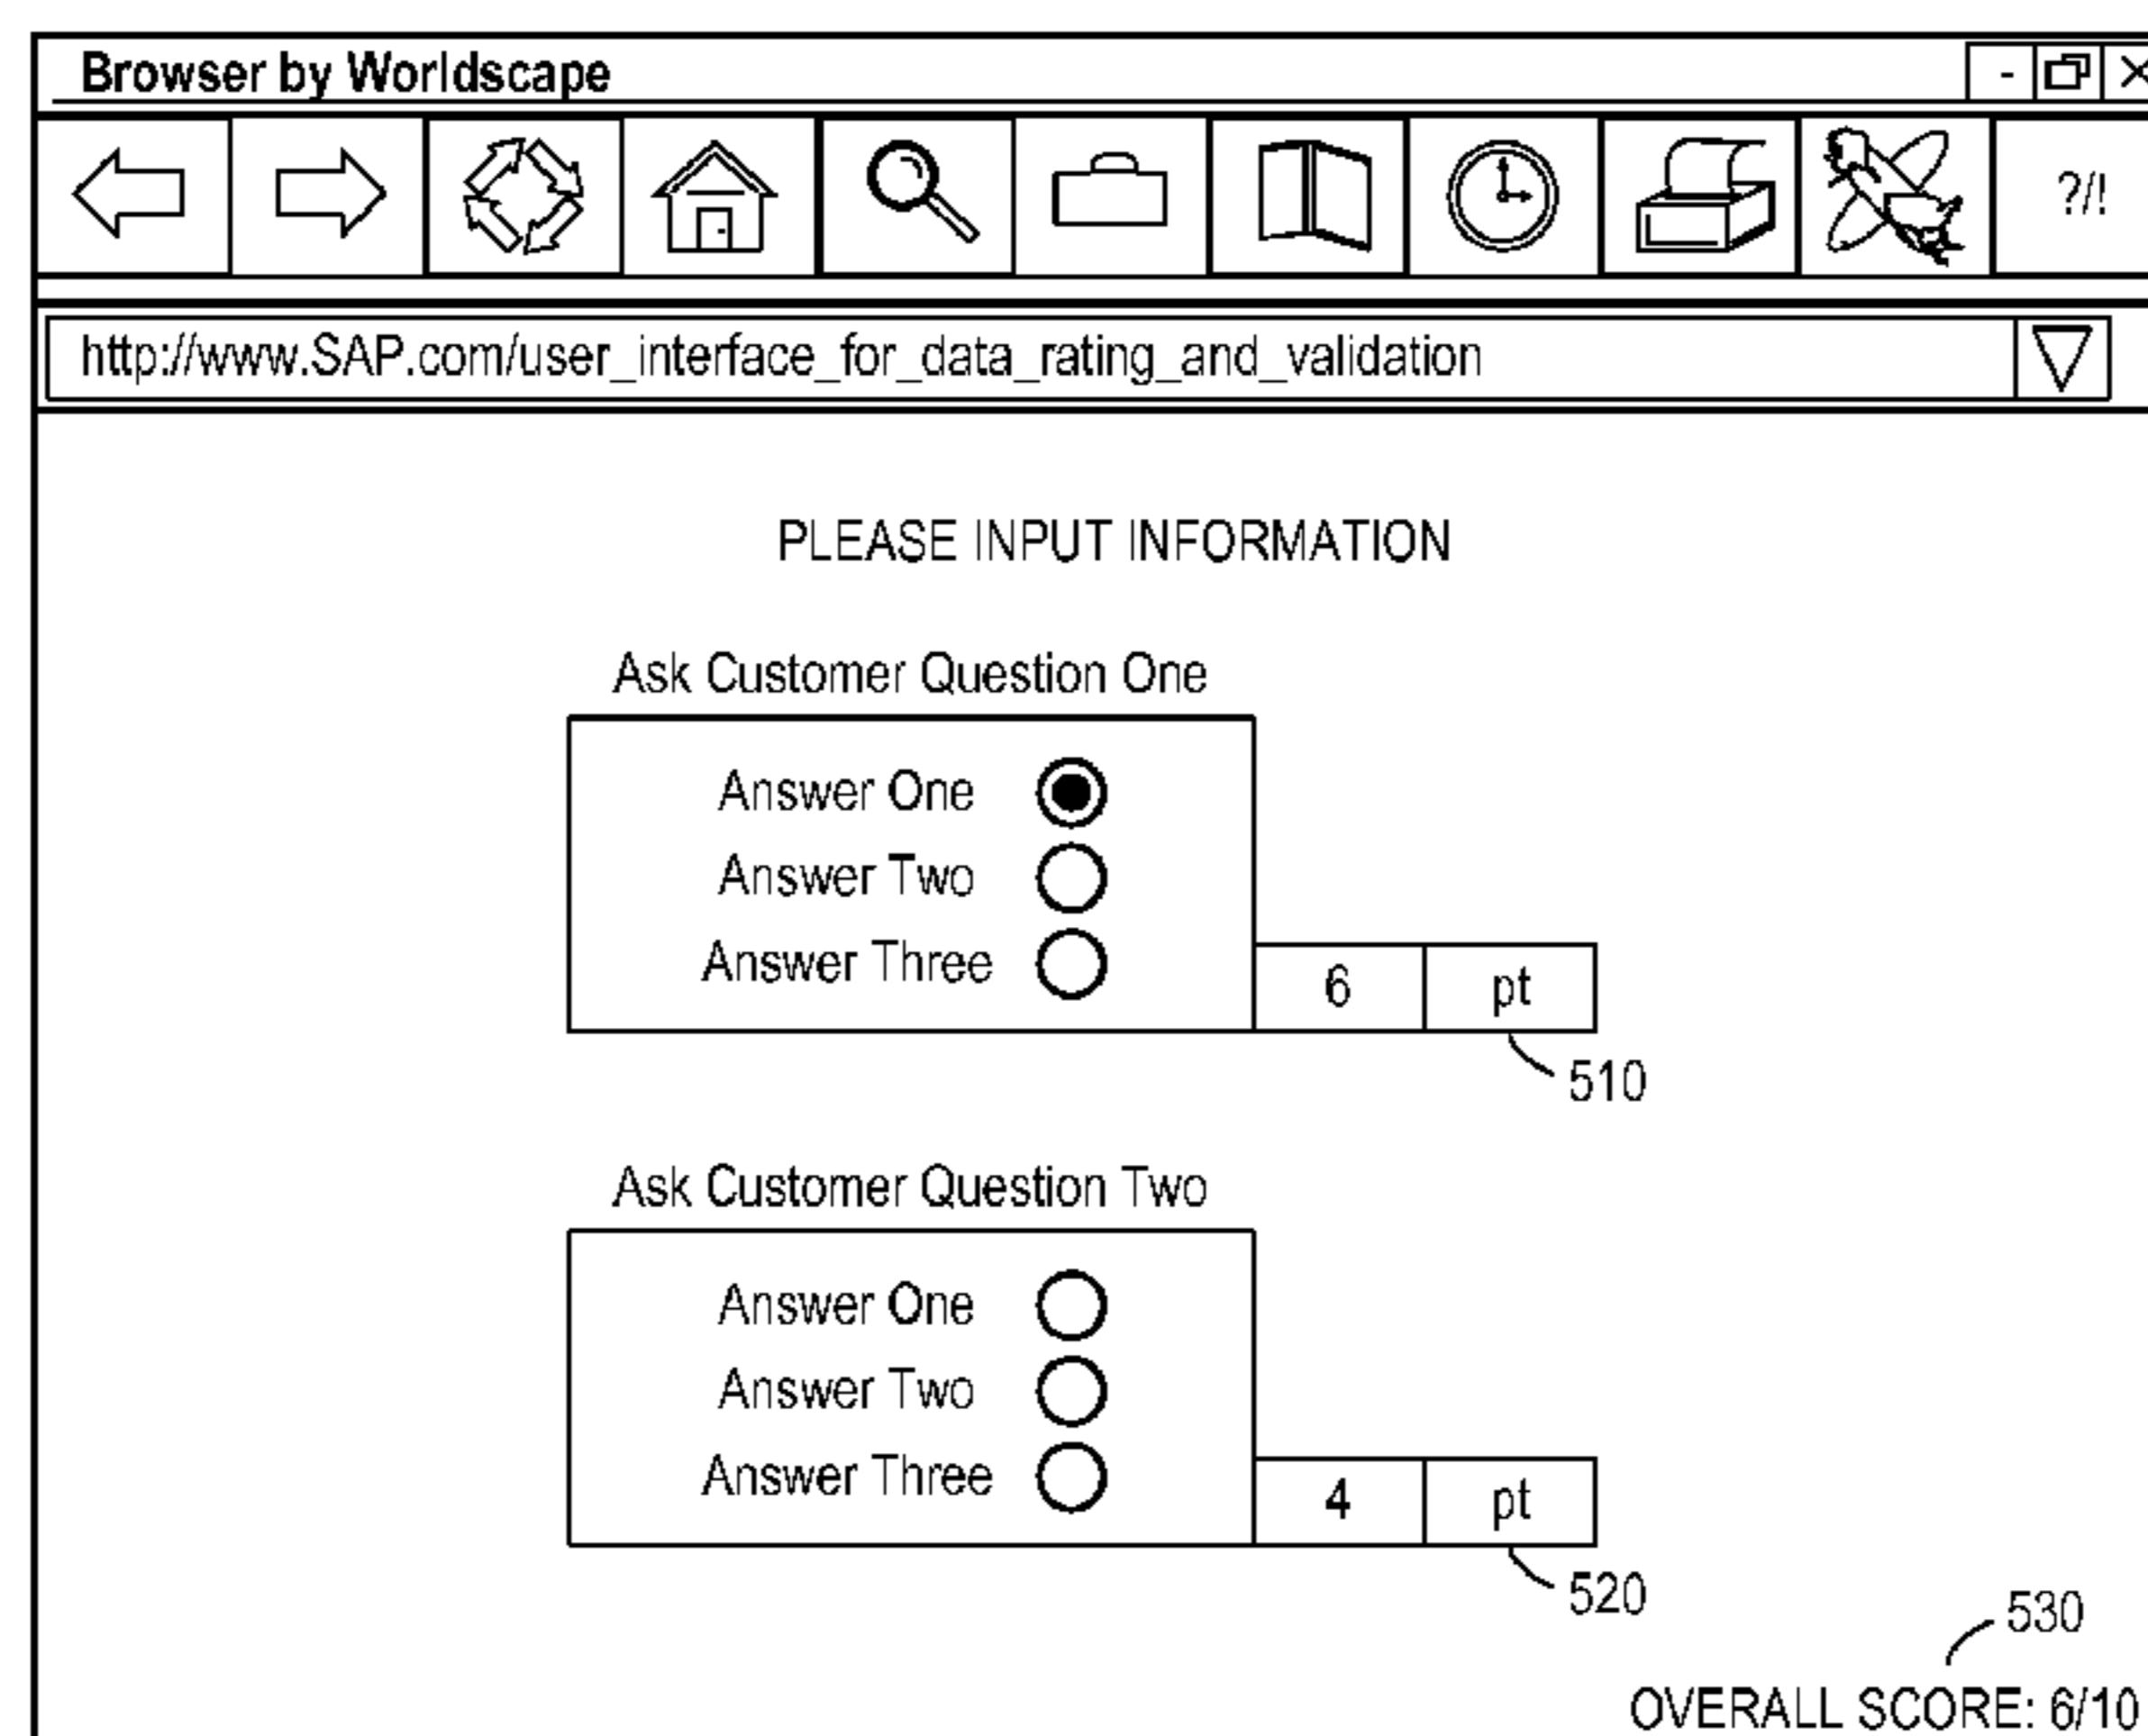 Browser by Worldscape
?/!
http://www.SAP.com/user_interface_for_data_rating_and_validation
PLEASE INPUT INFORMATION
Ask Customer Question One
Answer One
Answer Two
Answer Three
6 pt
510
Ask Customer Question Two
Answer One
Answer Two
Answer Three
4 pt
520
530
OVERALL SCORE: 6/10